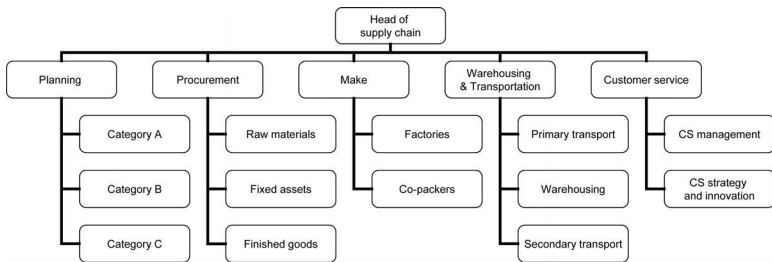 Head of
supply chain
Planning
Procurement
Make
Warehousing
& Transportation
Customer service
Category A
Raw materials
Factories
Primary transport
CS management
Category B
Fixed assets
Co-packers
Warehousing
CS strategy
and innovation
Category C
Finished goods
Secondary transport